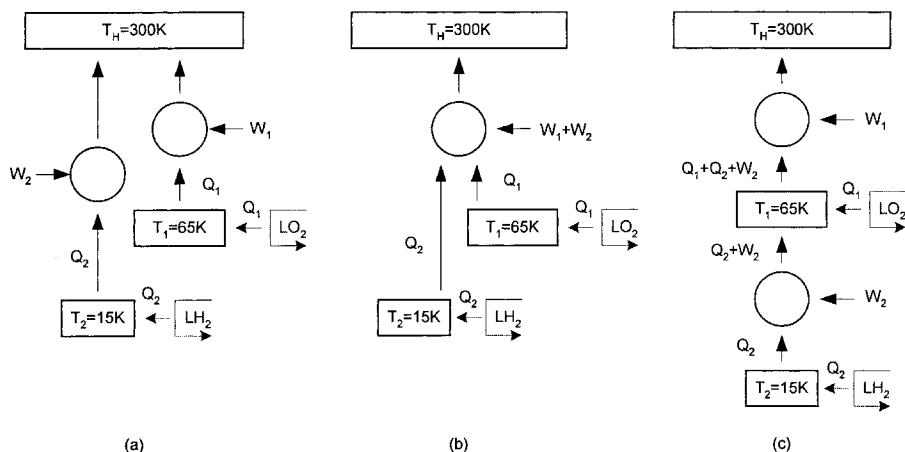 T_H=300K
W_1
W_2
Q_1
T_1=65K
Q_1
LO_2
Q_2
T_2=15K
Q_2
LH_2
(a)
T_H=300K
W_1+W_2
Q_1
T_1=65K
Q_1
LO_2
Q_2
T_2=15K
Q_2
LH_2
(b)
T_H=300K
W_1
Q_1+Q_2+W_2
T_1=65K
Q_1
LO_2
Q_2+W_2
W_2
Q_2
T_2=15K
Q_2
LH_2
(c)